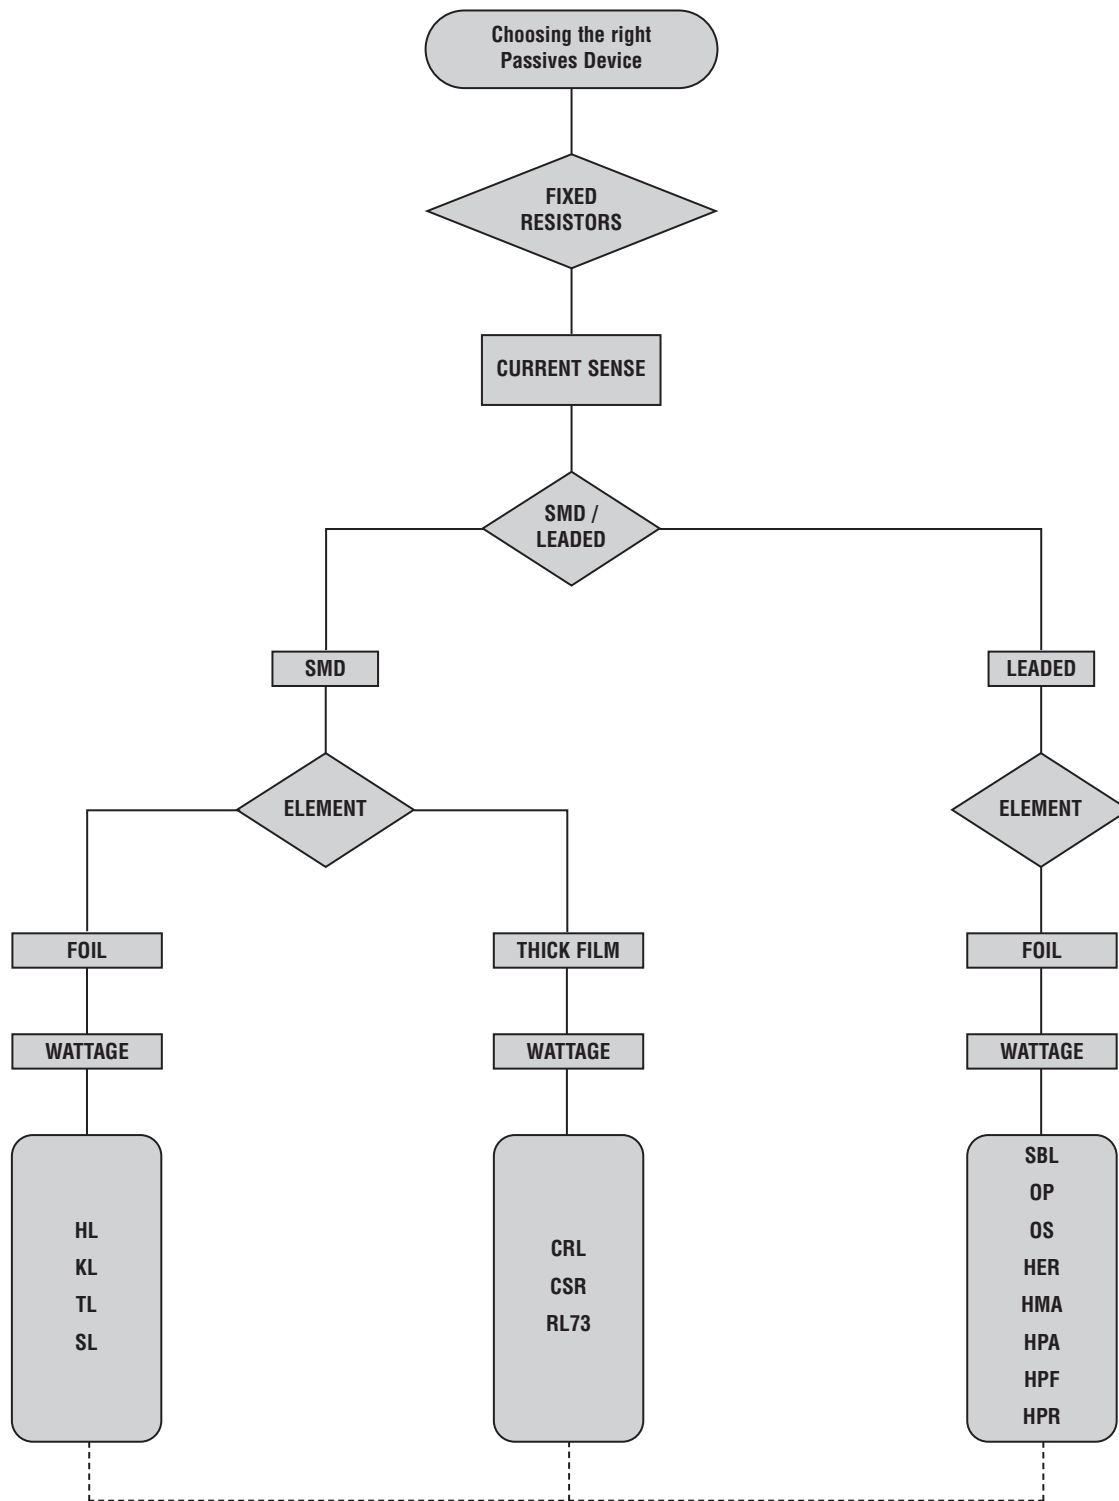 Choosing the right
Passives Device
FIXED
RESISTORS
CURRENT SENSE
SMD /
LEADED
SMD
LEADED
ELEMENT
ELEMENT
FOIL
THICK FILM
FOIL
WATTAGE
WATTAGE
WATTAGE
HL
KL
TL
SL
CRL
CSR
RL73
SBL
OP
OS
HER
HMA
HPA
HPF
HPR